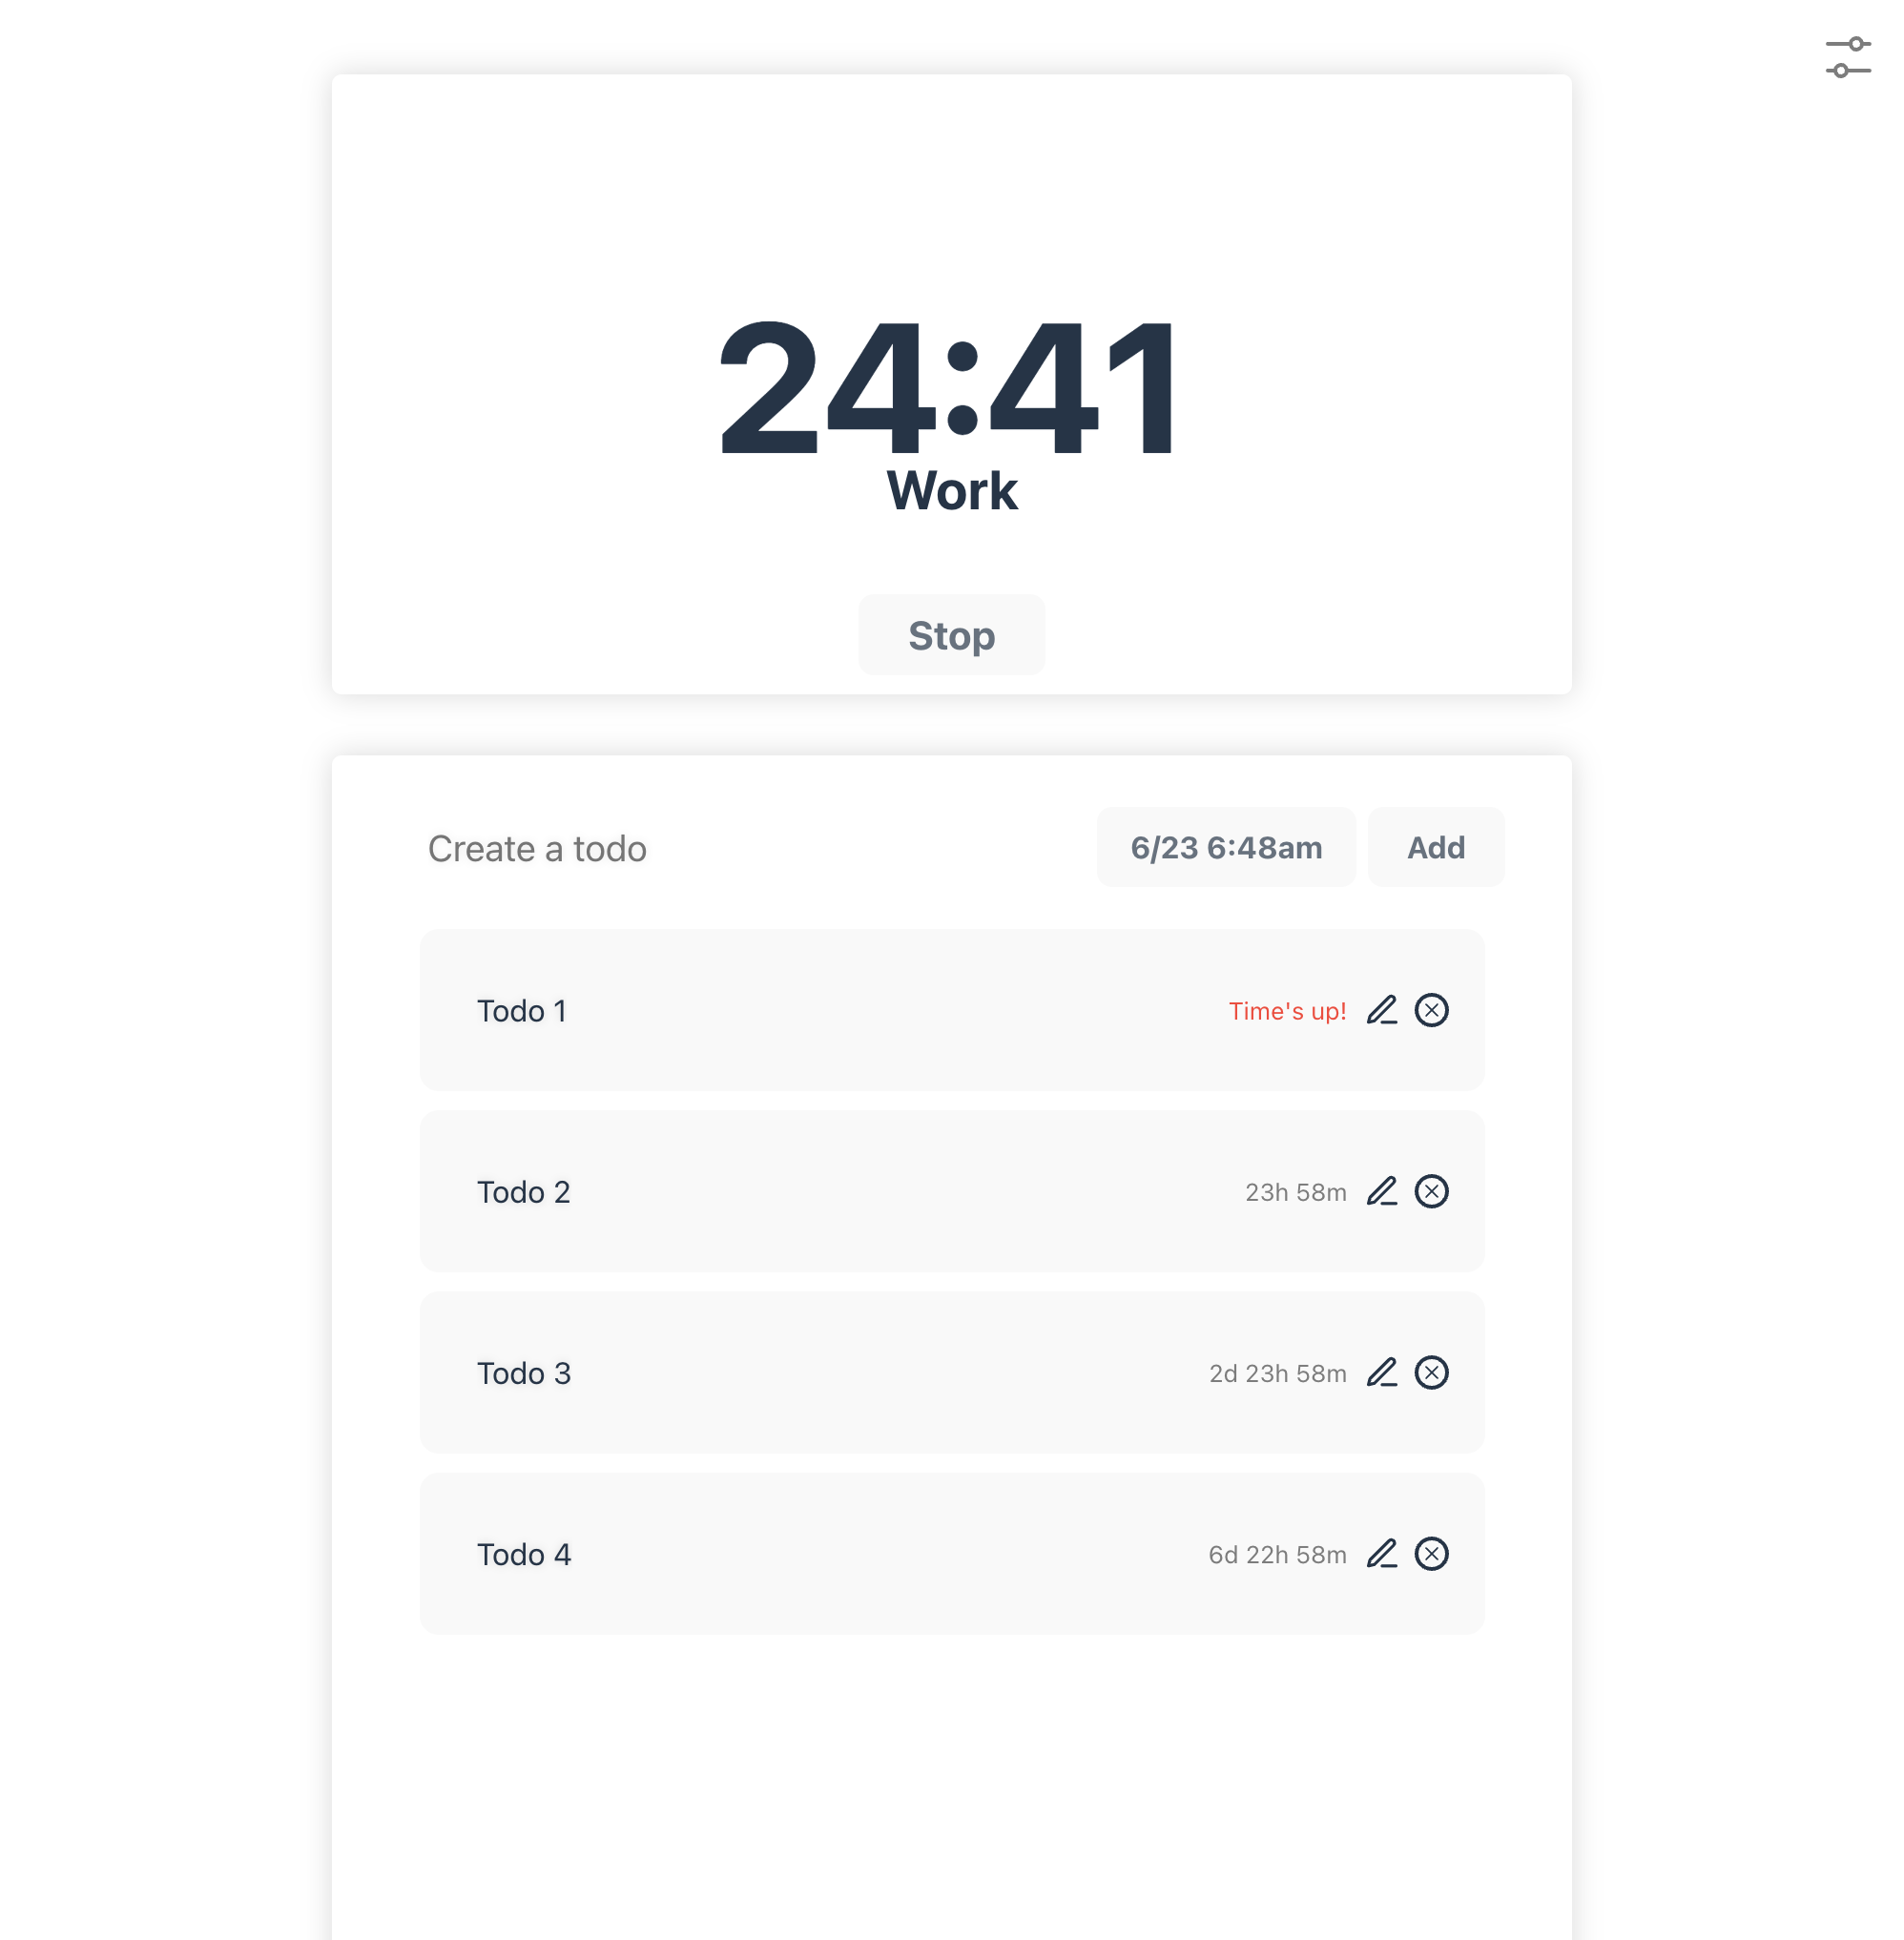 24:41
Work
Stop
Create a todo 6/23 6:48am Add
Todo 1 Time's up!
Todo 2 23h 58m
Todo 3 2d 23h 58m
Todo 4 6d 22h 58m